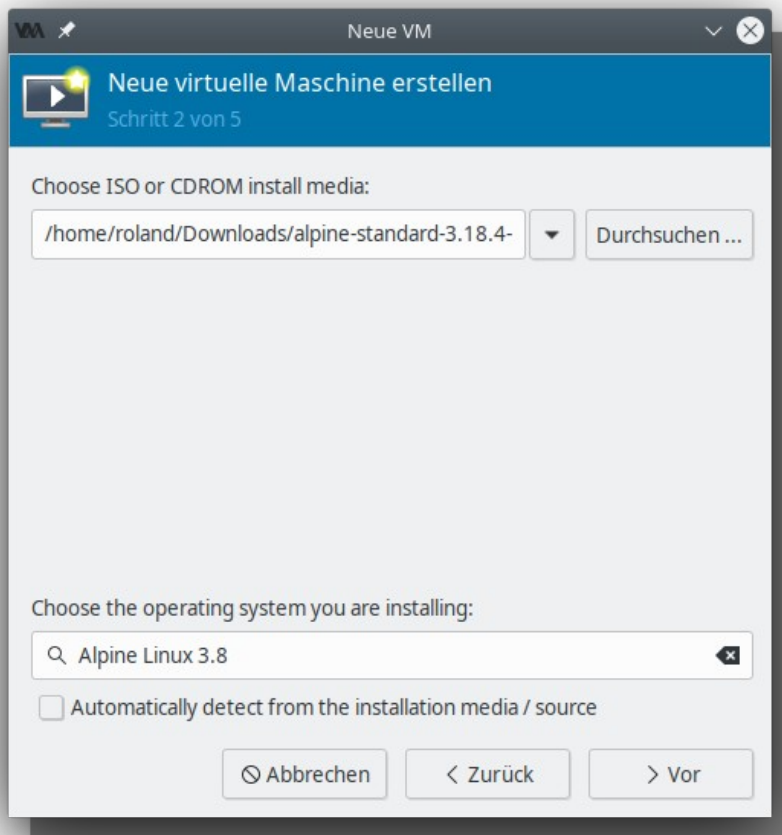 Neue VM
Neue virtuelle Maschine erstellen
Schritt 2 von 5
Choose ISO or CDROM install media:
/home/roland/Downloads/alpine-standard-3.18.4-
Durchsuchen ...
Choose the operating system you are installing:
Alpine Linux 3.8
Automatically detect from the installation media / source
Abbrechen
< Zurück
> Vor